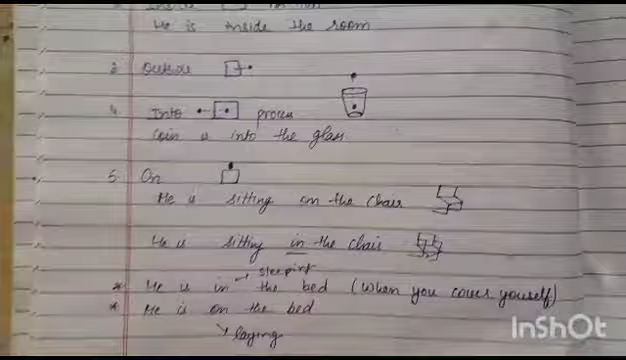 He is inside the room
3. Outside
4. Into process
Coin is into the glass
5. On
He is sitting on the chair
He is sitting in the chair
sleeping
* He is in the bed (When you cover yourself)
* He is on the bed
laying
InShOt